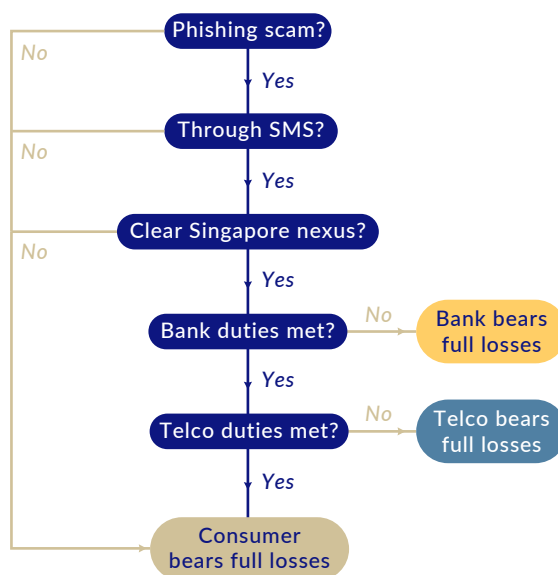 Phishing scam?
No
Yes
Through SMS?
No
Yes
Clear Singapore nexus?
No
Yes
Bank duties met?
No
Bank bears
full losses
Yes
Telco duties met?
No
Telco bears
full losses
Yes
Consumer
bears full losses